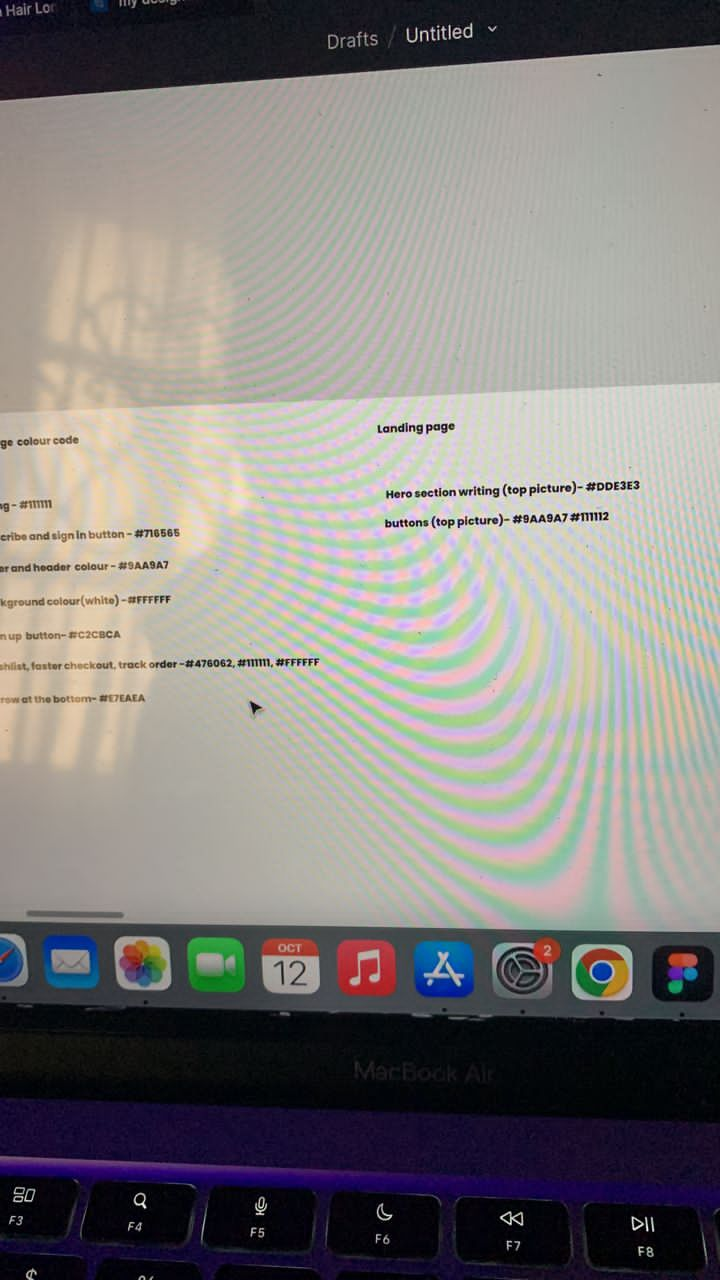 Hair Lor
my desig
Drafts / Untitled
ge colour code
ng - #111111
cribe and sign in button - #716565
er and header colour - #9AA9A7
kground colour(white) -#FFFFFF
n up button- #C2CBCA
shlist, faster checkout, track order -#476062, #111111, #FFFFFF
row at the bottom- #E7EAEA
Landing page
Hero section writing (top picture)- #DDE3E3
buttons (top picture)- #9AA9A7 #111112
OCT
12
2
MacBook Air
F3
F4
F5
F6
F7
F8
$
%